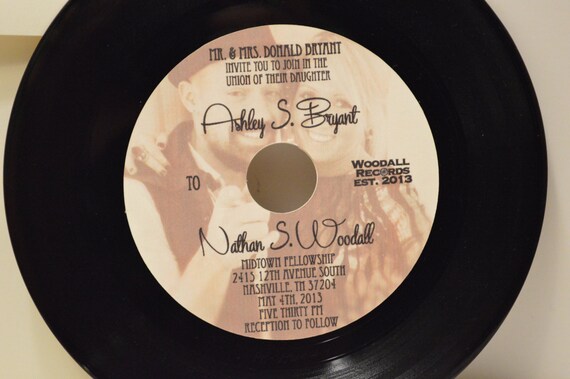 MR. & MRS. DONALD BRYANT
INVITE YOU TO JOIN IN THE
UNION OF THEIR DAUGHTER
Ashley S. Bryant
TO
WOODALL
RECORDS
EST. 2013
Nathan S. Woodall
MIDTOWN FELLOWSHIP
2415 12TH AVENUE SOUTH
NASHVILLE, TN 37204
MAY 4TH, 2013
FIVE THIRTY PM
RECEPTION TO FOLLOW